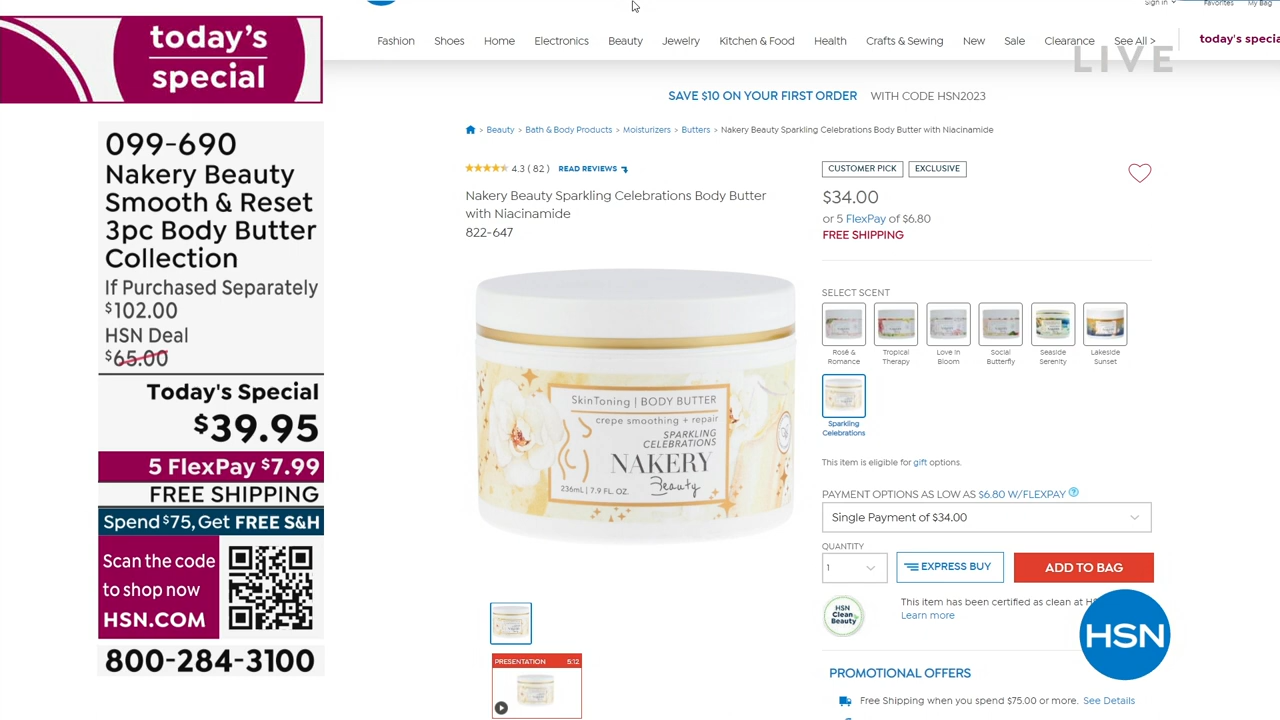 today's
special
099-690
Nakery Beauty
Smooth & Reset
3pc Body Butter
Collection
If Purchased Separately
$102.00
HSN Deal
$65.00
Today's Special
$39.95
5 FlexPay $7.99
FREE SHIPPING
Spend $75, Get FREE S&H
Scan the code
to shop now
HSN.COM
800-284-3100
Sign In
Favorites
My Bag
Fashion Shoes Home Electronics Beauty Jewelry Kitchen & Food Health Crafts & Sewing New Sale Clearance See All >
today's specia
LIVE
SAVE $10 ON YOUR FIRST ORDER WITH CODE HSN2023
> Beauty > Bath & Body Products > Moisturizers > Butters > Nakery Beauty Sparkling Celebrations Body Butter with Niacinamide
4.3 ( 82 ) READ REVIEWS
Nakery Beauty Sparkling Celebrations Body Butter
with Niacinamide
822-647
SkinToning | BODY BUTTER
crepe smoothing + repair
SPARKLING
CELEBRATIONS
NAKERY
Beauty
236mL | 7.9 FL. OZ.
PRESENTATION 5:12
CUSTOMER PICK EXCLUSIVE
$34.00
or 5 FlexPay of $6.80
FREE SHIPPING
SELECT SCENT
Rosé &
Romance
Tropical
Therapy
Love In
Bloom
Social
Butterfly
Seaside
Serenity
Lakeside
Sunset
Sparkling
Celebrations
This item is eligible for gift options.
PAYMENT OPTIONS AS LOW AS $6.80 W/FLEXPAY ?
Single Payment of $34.00
QUANTITY
1
EXPRESS BUY
ADD TO BAG
HSN
Clean
Beauty
This item has been certified as clean at H
Learn more
HSN
PROMOTIONAL OFFERS
Free Shipping when you spend $75.00 or more. See Details